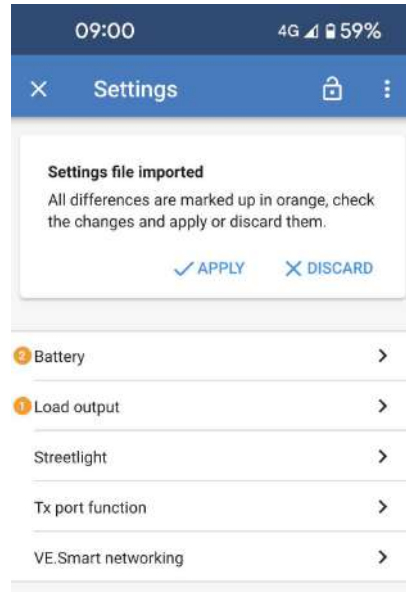 09:00 4G 59%
Settings
Settings file imported
All differences are marked up in orange, check
the changes and apply or discard them.
APPLY DISCARD
2 Battery
1 Load output
Streetlight
Tx port function
VE.Smart networking